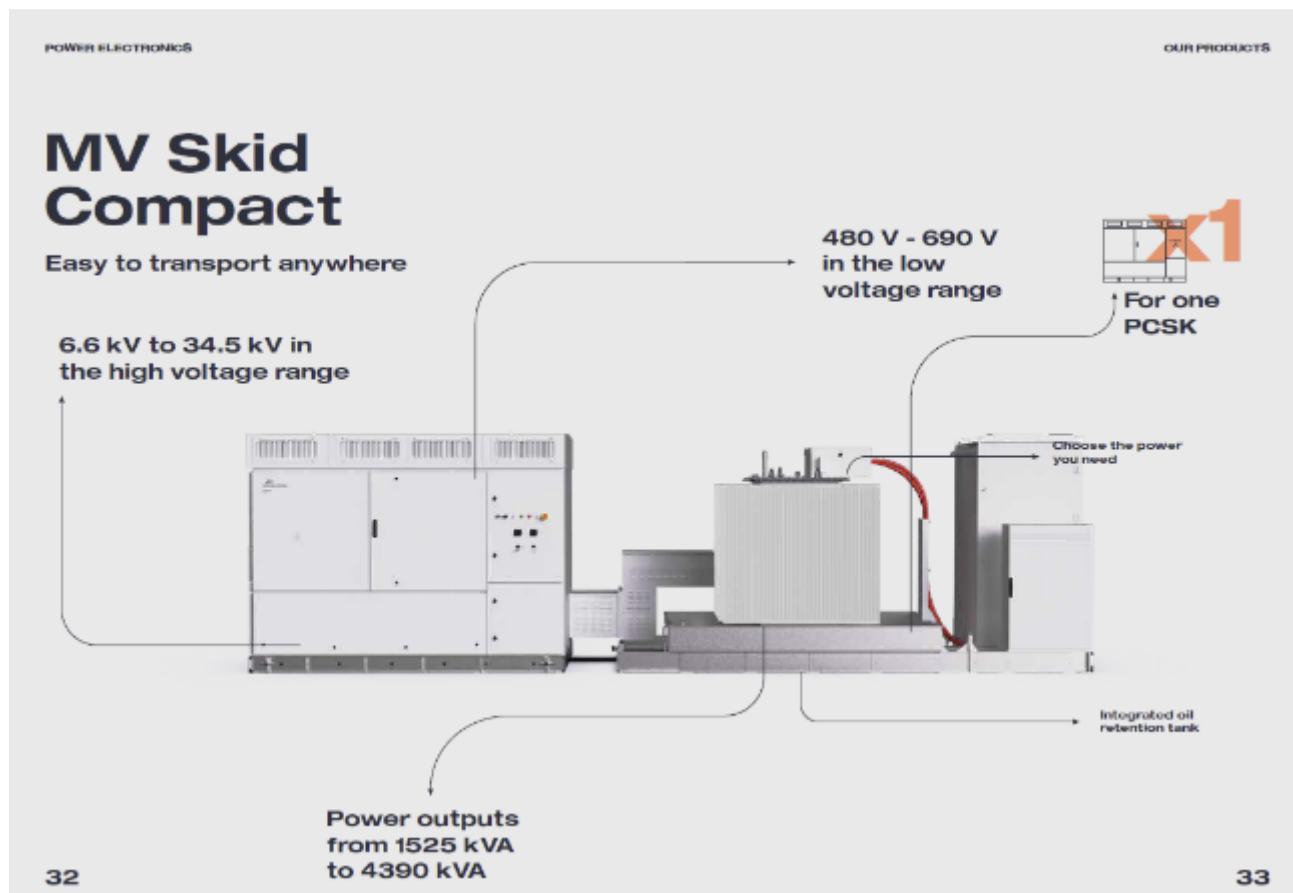 POWER ELECTRONICS
OUR PRODUCTS
MV Skid
Compact
Easy to transport anywhere
480 V - 690 V
in the low
voltage range
x1
For one
PCSK
6.6 kV to 34.5 kV in
the high voltage range
Choose the power
you need
Integrated oil
retention tank
Power outputs
from 1525 kVA
to 4390 kVA
32
33